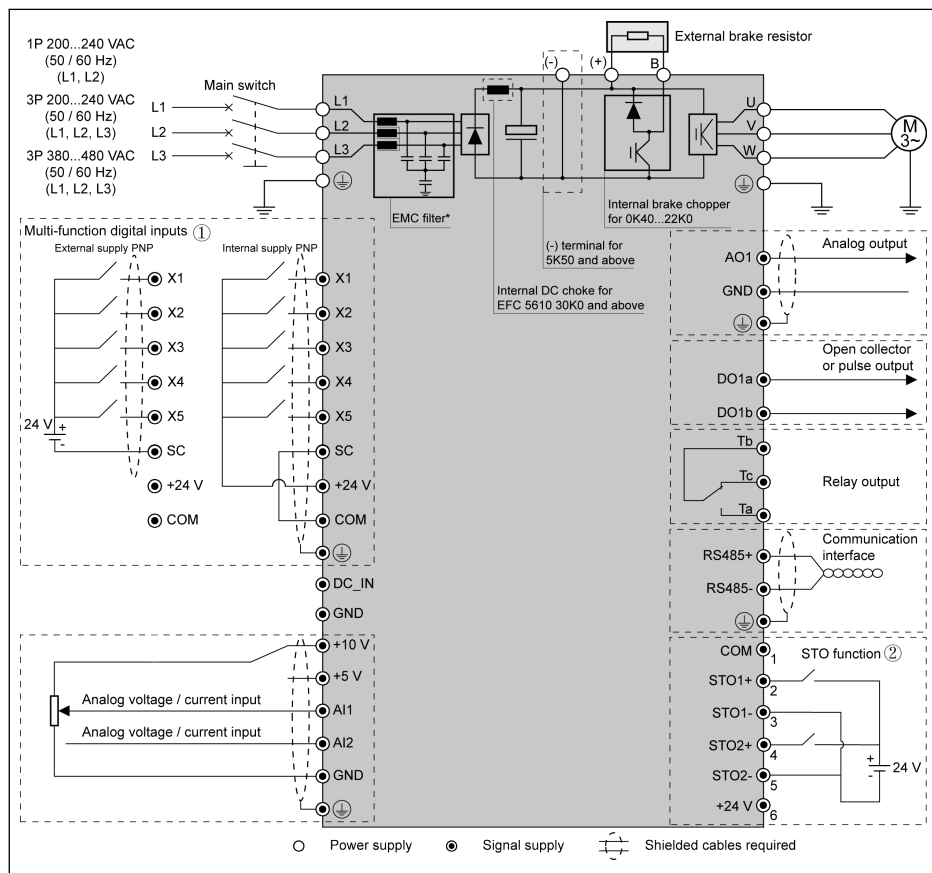 1P 200...240 VAC
(50 / 60 Hz)
(L1, L2)
3P 200...240 VAC
(50 / 60 Hz)
(L1, L2, L3)
3P 380...480 VAC
(50 / 60 Hz)
(L1, L2, L3)
Main switch
L1
L2
L3
L1
L2
L3
EMC filter*
(-)
(+)
B
External brake resistor
U
V
W
M
3~
Internal brake chopper
for 0K40...22K0
(-) terminal for
5K50 and above
Internal DC choke for
EFC 5610 30K0 and above
Multi-function digital inputs ①
External supply PNP
Internal supply PNP
X1
X2
X3
X4
X5
24 V
+
-
SC
+24 V
COM
X1
X2
X3
X4
X5
SC
+24 V
COM
DC_IN
GND
+10 V
+5 V
Analog voltage / current input
AI1
Analog voltage / current input
AI2
GND
AO1
Analog output
GND
Open collector
or pulse output
DO1a
DO1b
Tb
Tc
Relay output
Ta
Communication
interface
RS485+
RS485-
COM
1
STO function ②
STO1+
2
STO1-
3
STO2+
4
STO2-
5
+24 V
6
+
-
24 V
Power supply
Signal supply
Shielded cables required